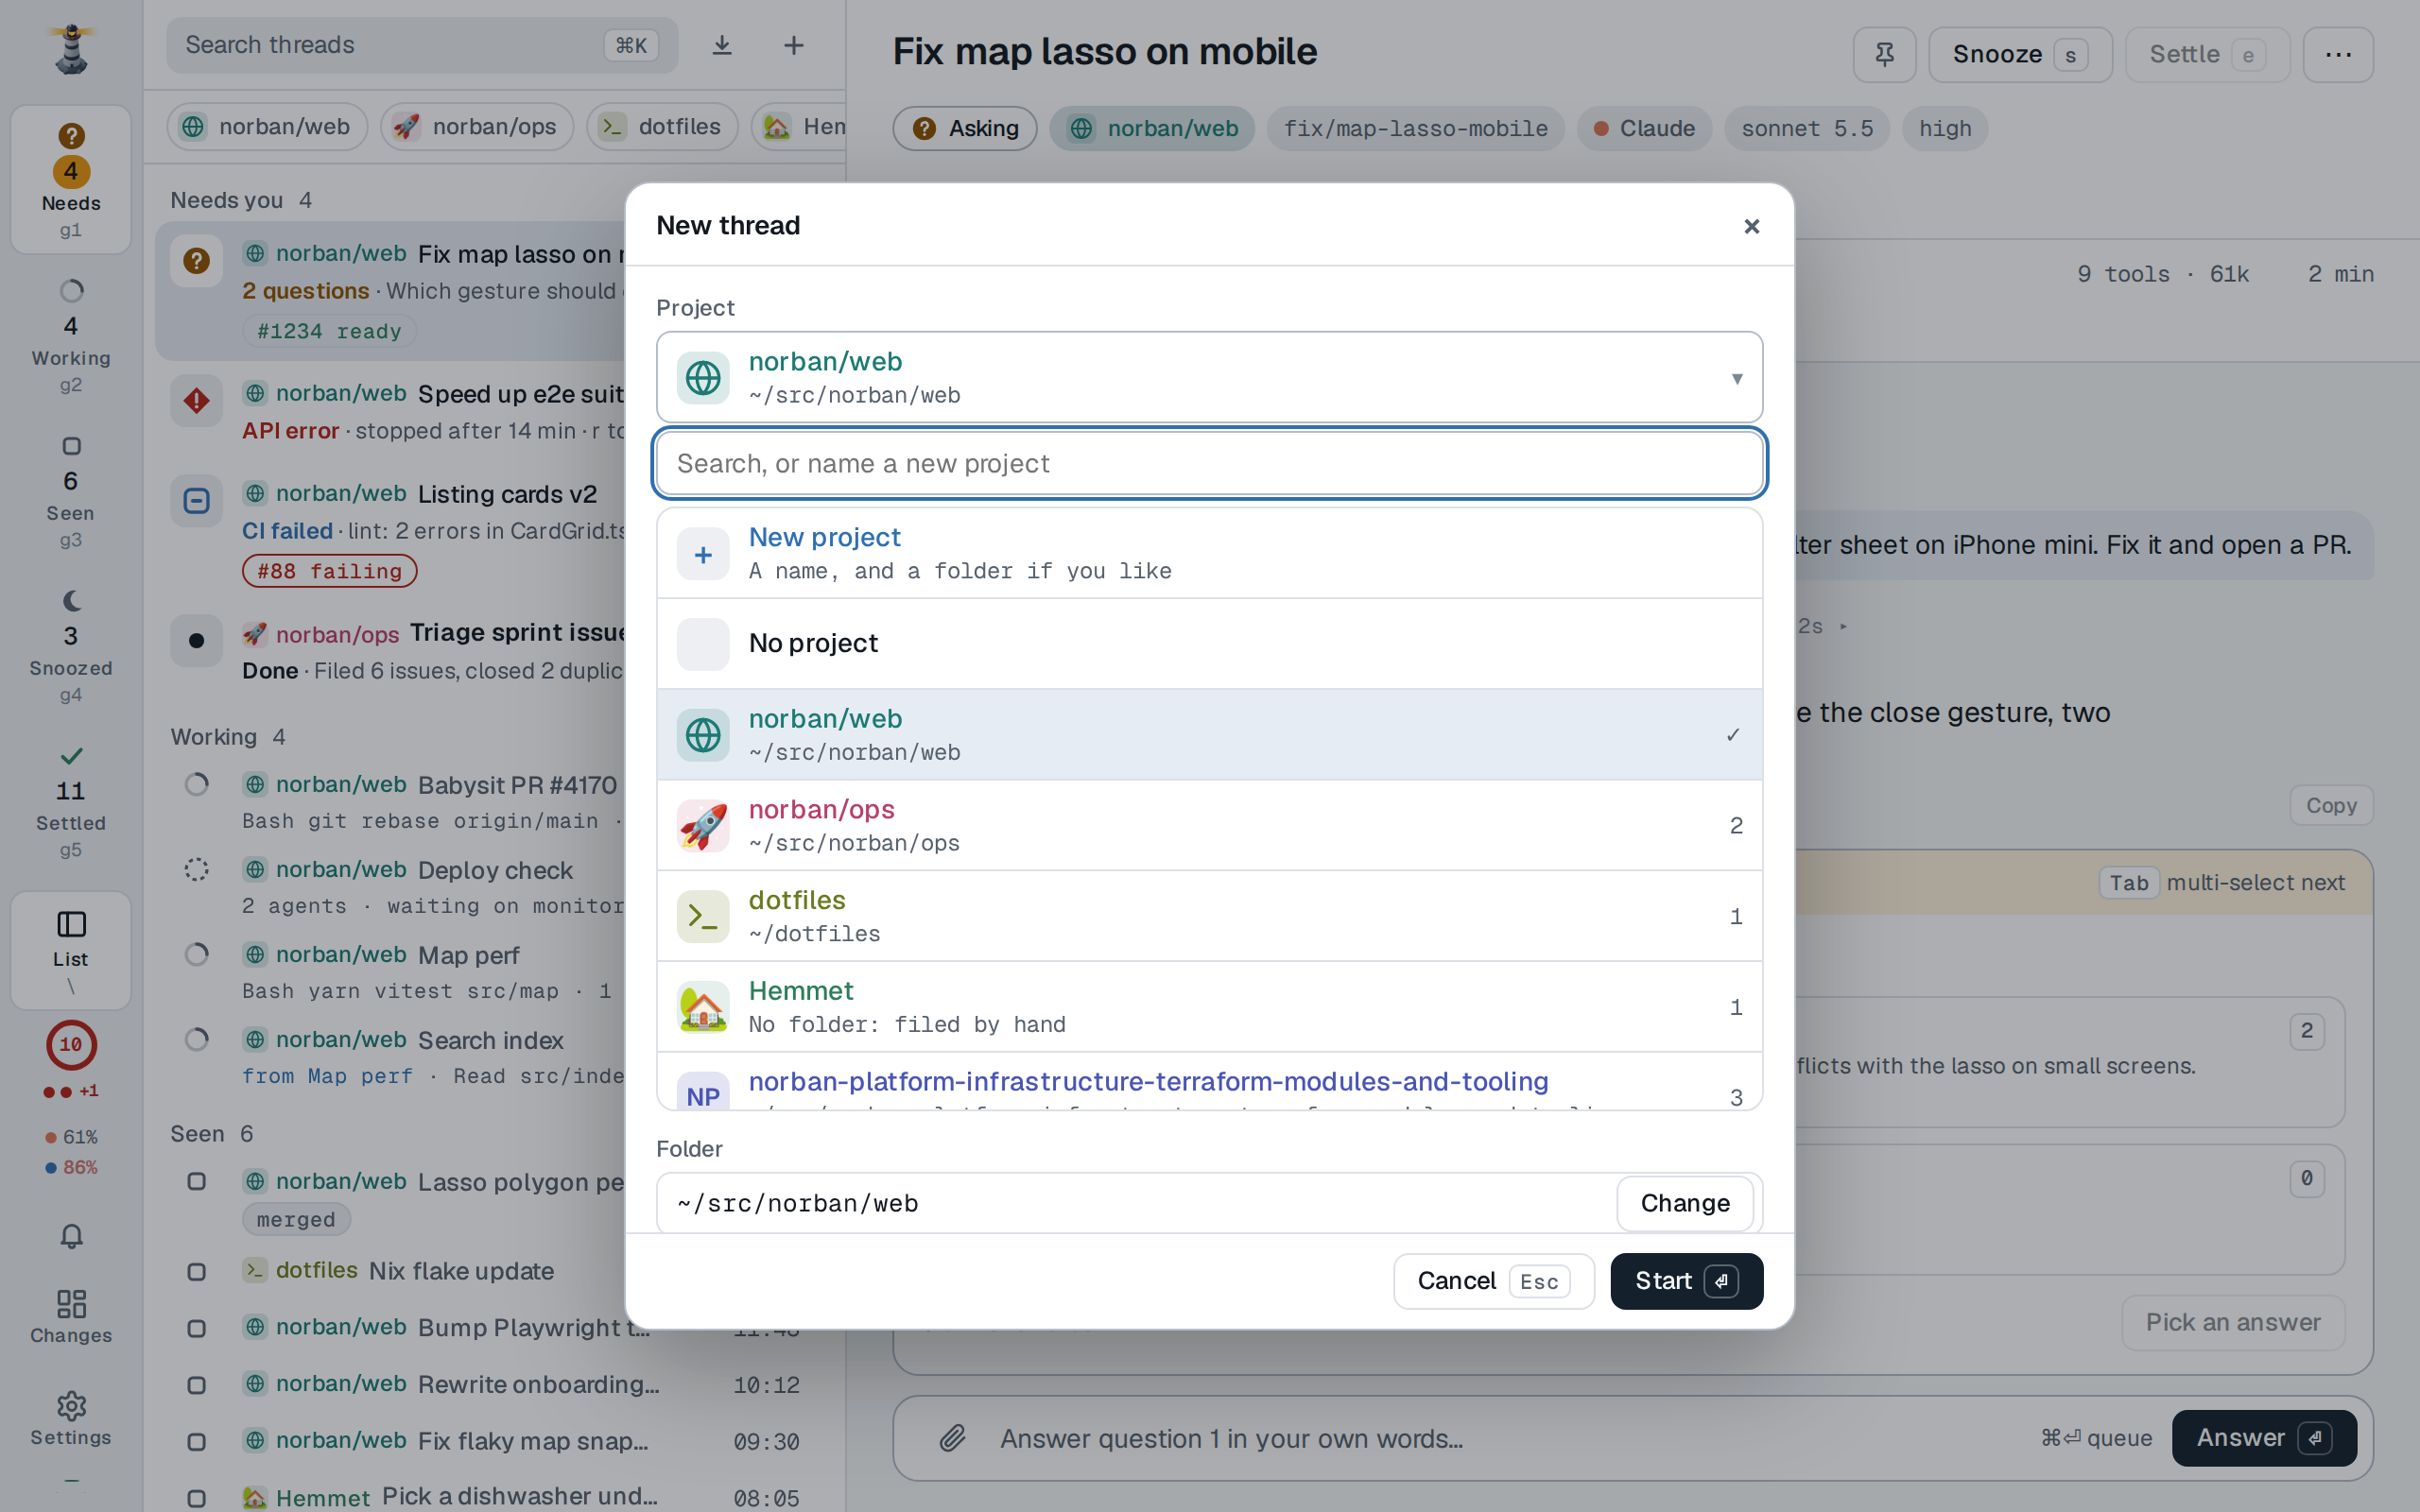 Search threads ⌘K
norban/web norban/ops dotfiles Hem
4
Needs
g1
4
Working
g2
6
Seen
g3
3
Snoozed
g4
11
Settled
g5
List
\
10
+1
61%
86%
Changes
Settings
Needs you 4
norban/web Fix map lasso on
2 questions · Which gesture should
#1234 ready
norban/web Speed up e2e suit
API error · stopped after 14 min · r to
norban/web Listing cards v2
CI failed · lint: 2 errors in CardGrid.ts
#88 failing
norban/ops Triage sprint issue
Done · Filed 6 issues, closed 2 duplic
Working 4
norban/web Babysit PR #4170
Bash git rebase origin/main ·
norban/web Deploy check
2 agents · waiting on monitor
norban/web Map perf
Bash yarn vitest src/map · 1
norban/web Search index
from Map perf · Read src/inde
Seen 6
norban/web Lasso polygon pe
merged
dotfiles Nix flake update
norban/web Bump Playwright t…
norban/web Rewrite onboarding… 10:12
norban/web Fix flaky map snap… 09:30
Hemmet Pick a dishwasher und… 08:05
Fix map lasso on mobile
Snooze s Settle e ⋯
Asking norban/web fix/map-lasso-mobile Claude sonnet 5.5 high
9 tools · 61k 2 min
lter sheet on iPhone mini. Fix it and open a PR.
2s ▸
e the close gesture, two
Copy
Tab multi-select next
2
flicts with the lasso on small screens.
0
Pick an answer
Answer question 1 in your own words…
⌘⏎ queue Answer ⏎
New thread ×
Project
norban/web
~/src/norban/web
Search, or name a new project
New project
A name, and a folder if you like
No project
norban/web
~/src/norban/web ✓
norban/ops
~/src/norban/ops 2
dotfiles
~/dotfiles 1
Hemmet
No folder: filed by hand 1
NP norban-platform-infrastructure-terraform-modules-and-tooling 3
Folder
~/src/norban/web Change
Cancel Esc Start ⏎